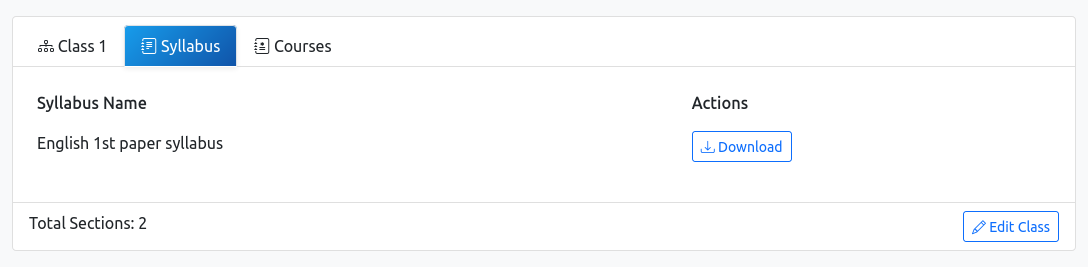 Class 1 Syllabus Courses
Syllabus Name Actions
English 1st paper syllabus Download
Total Sections: 2 Edit Class